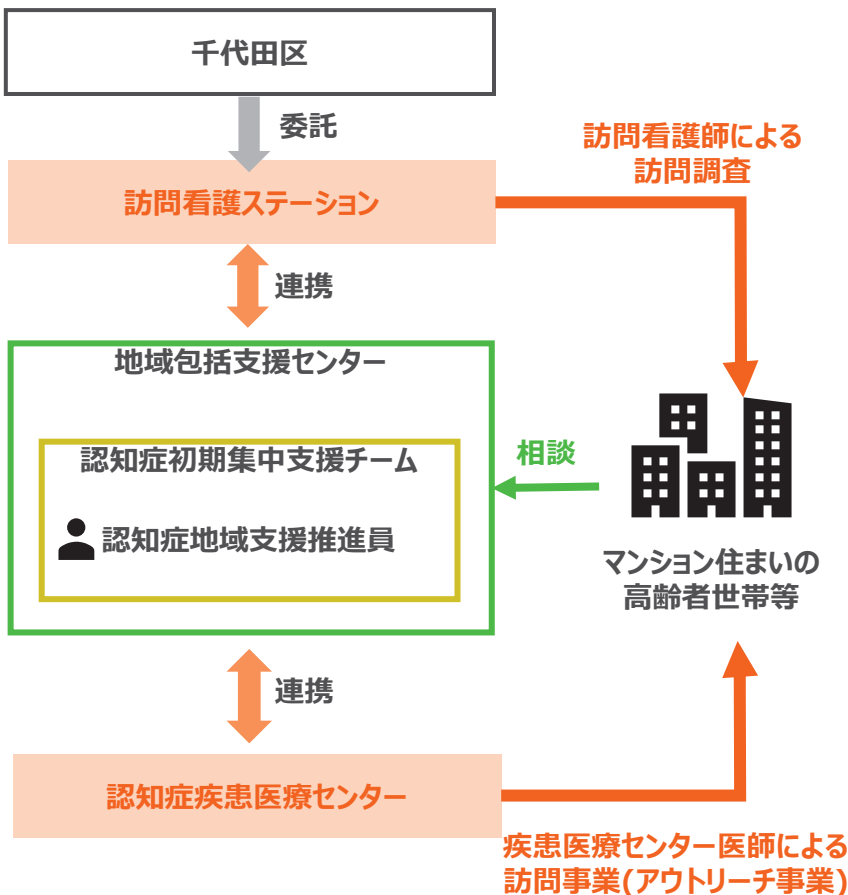 千代田区
委託
訪問看護師による
訪問調査
訪問看護ステーション
連携
地域包括支援センター
認知症初期集中支援チーム
認知症地域支援推進員
相談
マンション住まいの
高齢者世帯等
連携
認知症疾患医療センター
疾患医療センター医師による
訪問事業(アウトリーチ事業)